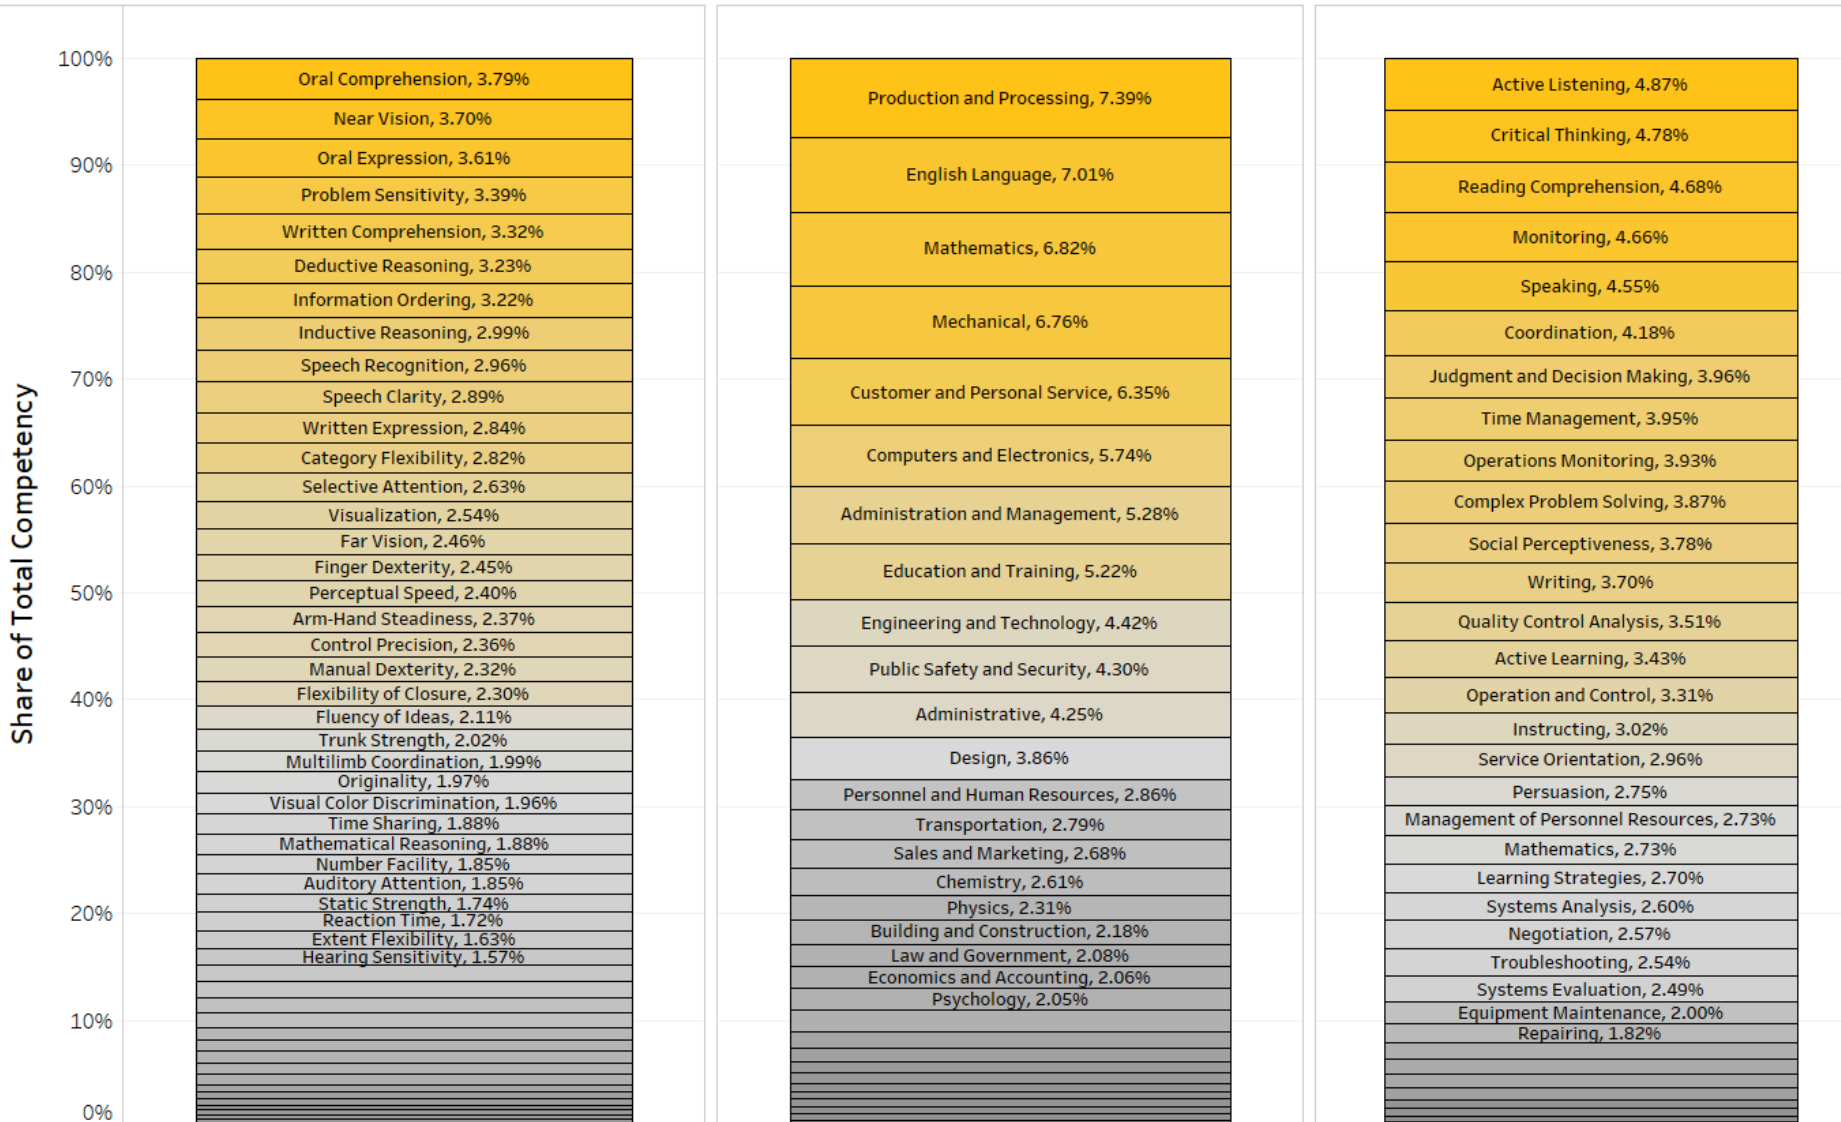 Share of Total Competency
100%
90%
80%
70%
60%
50%
40%
30%
20%
10%
0%
Oral Comprehension, 3.79%
Near Vision, 3.70%
Oral Expression, 3.61%
Problem Sensitivity, 3.39%
Written Comprehension, 3.32%
Deductive Reasoning, 3.23%
Information Ordering, 3.22%
Inductive Reasoning, 2.99%
Speech Recognition, 2.96%
Speech Clarity, 2.89%
Written Expression, 2.84%
Category Flexibility, 2.82%
Selective Attention, 2.63%
Visualization, 2.54%
Far Vision, 2.46%
Finger Dexterity, 2.45%
Perceptual Speed, 2.40%
Arm-Hand Steadiness, 2.37%
Control Precision, 2.36%
Manual Dexterity, 2.32%
Flexibility of Closure, 2.30%
Fluency of Ideas, 2.11%
Trunk Strength, 2.02%
Multilimb Coordination, 1.99%
Originality, 1.97%
Visual Color Discrimination, 1.96%
Time Sharing, 1.88%
Mathematical Reasoning, 1.88%
Number Facility, 1.85%
Auditory Attention, 1.85%
Static Strength, 1.74%
Reaction Time, 1.72%
Extent Flexibility, 1.63%
Hearing Sensitivity, 1.57%
Production and Processing, 7.39%
English Language, 7.01%
Mathematics, 6.82%
Mechanical, 6.76%
Customer and Personal Service, 6.35%
Computers and Electronics, 5.74%
Administration and Management, 5.28%
Education and Training, 5.22%
Engineering and Technology, 4.42%
Public Safety and Security, 4.30%
Administrative, 4.25%
Design, 3.86%
Personnel and Human Resources, 2.86%
Transportation, 2.79%
Sales and Marketing, 2.68%
Chemistry, 2.61%
Physics, 2.31%
Building and Construction, 2.18%
Law and Government, 2.08%
Economics and Accounting, 2.06%
Psychology, 2.05%
Active Listening, 4.87%
Critical Thinking, 4.78%
Reading Comprehension, 4.68%
Monitoring, 4.66%
Speaking, 4.55%
Coordination, 4.18%
Judgment and Decision Making, 3.96%
Time Management, 3.95%
Operations Monitoring, 3.93%
Complex Problem Solving, 3.87%
Social Perceptiveness, 3.78%
Writing, 3.70%
Quality Control Analysis, 3.51%
Active Learning, 3.43%
Operation and Control, 3.31%
Instructing, 3.02%
Service Orientation, 2.96%
Persuasion, 2.75%
Management of Personnel Resources, 2.73%
Mathematics, 2.73%
Learning Strategies, 2.70%
Systems Analysis, 2.60%
Negotiation, 2.57%
Troubleshooting, 2.54%
Systems Evaluation, 2.49%
Equipment Maintenance, 2.00%
Repairing, 1.82%